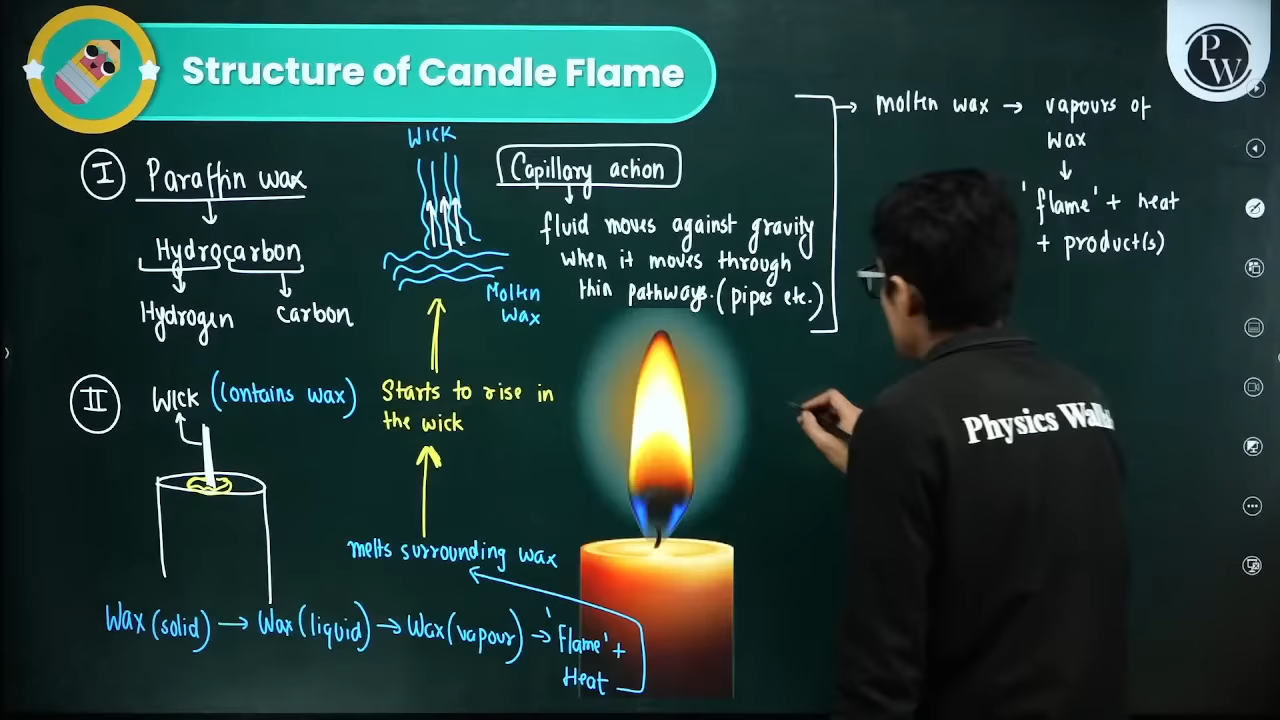 Structure of Candle Flame
PW
I Paraffin wax
Hydrocarbon
Hydrogen
carbon
Wick
Molten
Wax
Capillary action
fluid moves against gravity
when it moves through
thin pathways. (pipes etc.)
Molten wax → vapours of
wax
'flame' + heat
+ product(s)
II Wick (contains wax)
Starts to rise in
the wick
melts surrounding wax
Wax (solid) → Wax (liquid) → Wax (vapour) → 'Flame' +
Heat